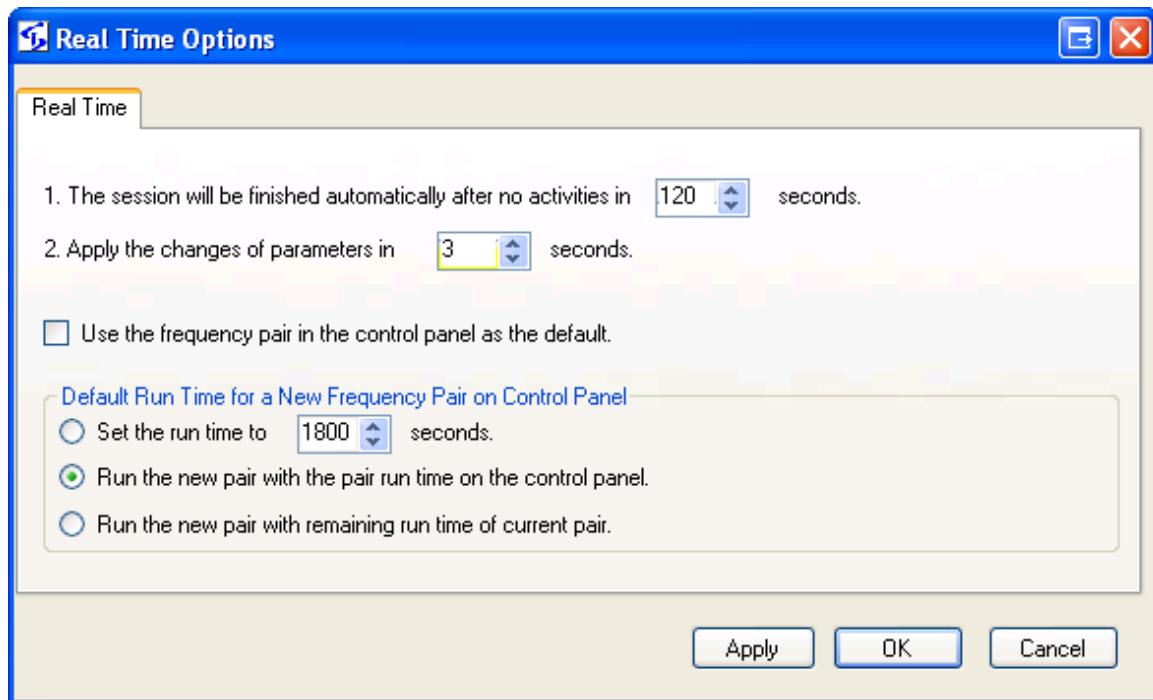 Real Time Options
Real Time
1. The session will be finished automatically after no activities in 120 seconds.
2. Apply the changes of parameters in 3 seconds.
Use the frequency pair in the control panel as the default.
Default Run Time for a New Frequency Pair on Control Panel
Set the run time to 1800 seconds.
Run the new pair with the pair run time on the control panel.
Run the new pair with remaining run time of current pair.
Apply OK Cancel